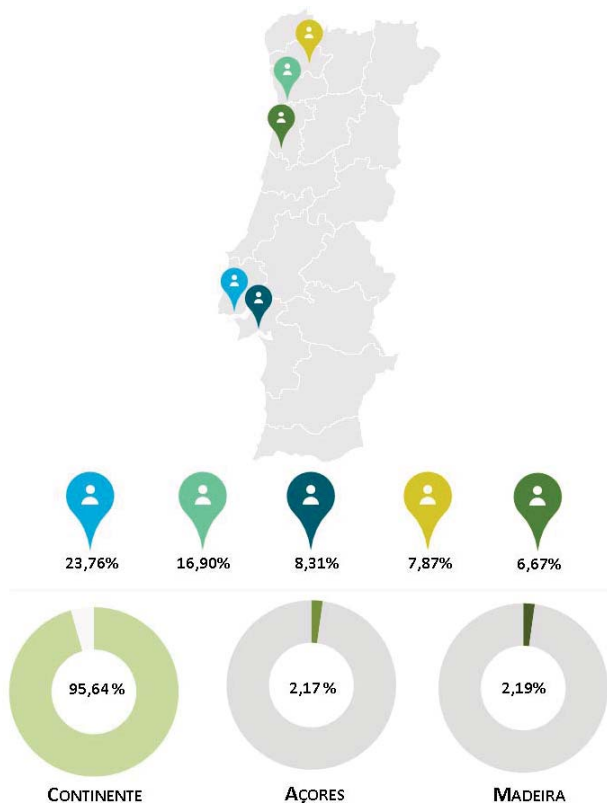 23,76% 16,90% 8,31% 7,87% 6,67%
95,64% 2,17% 2,19%
CONTINENTE AÇORES MADEIRA